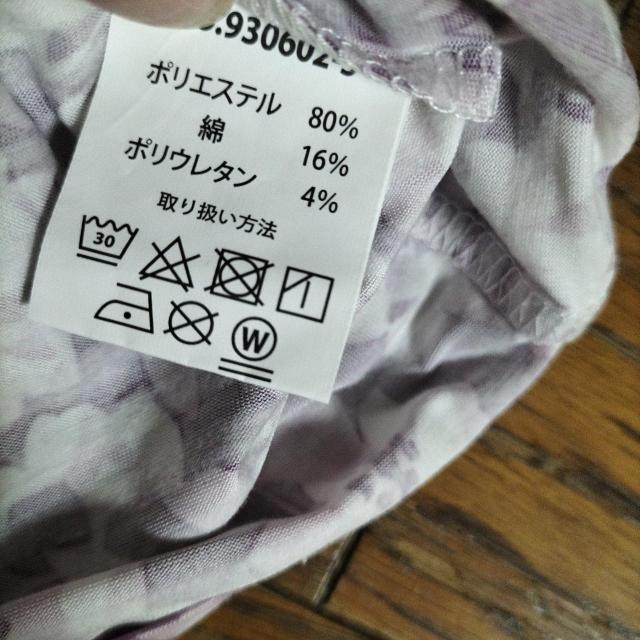 .930602-
ポリエステル 80%
綿 16%
ポリウレタン 4%
取り扱い方法
30
W